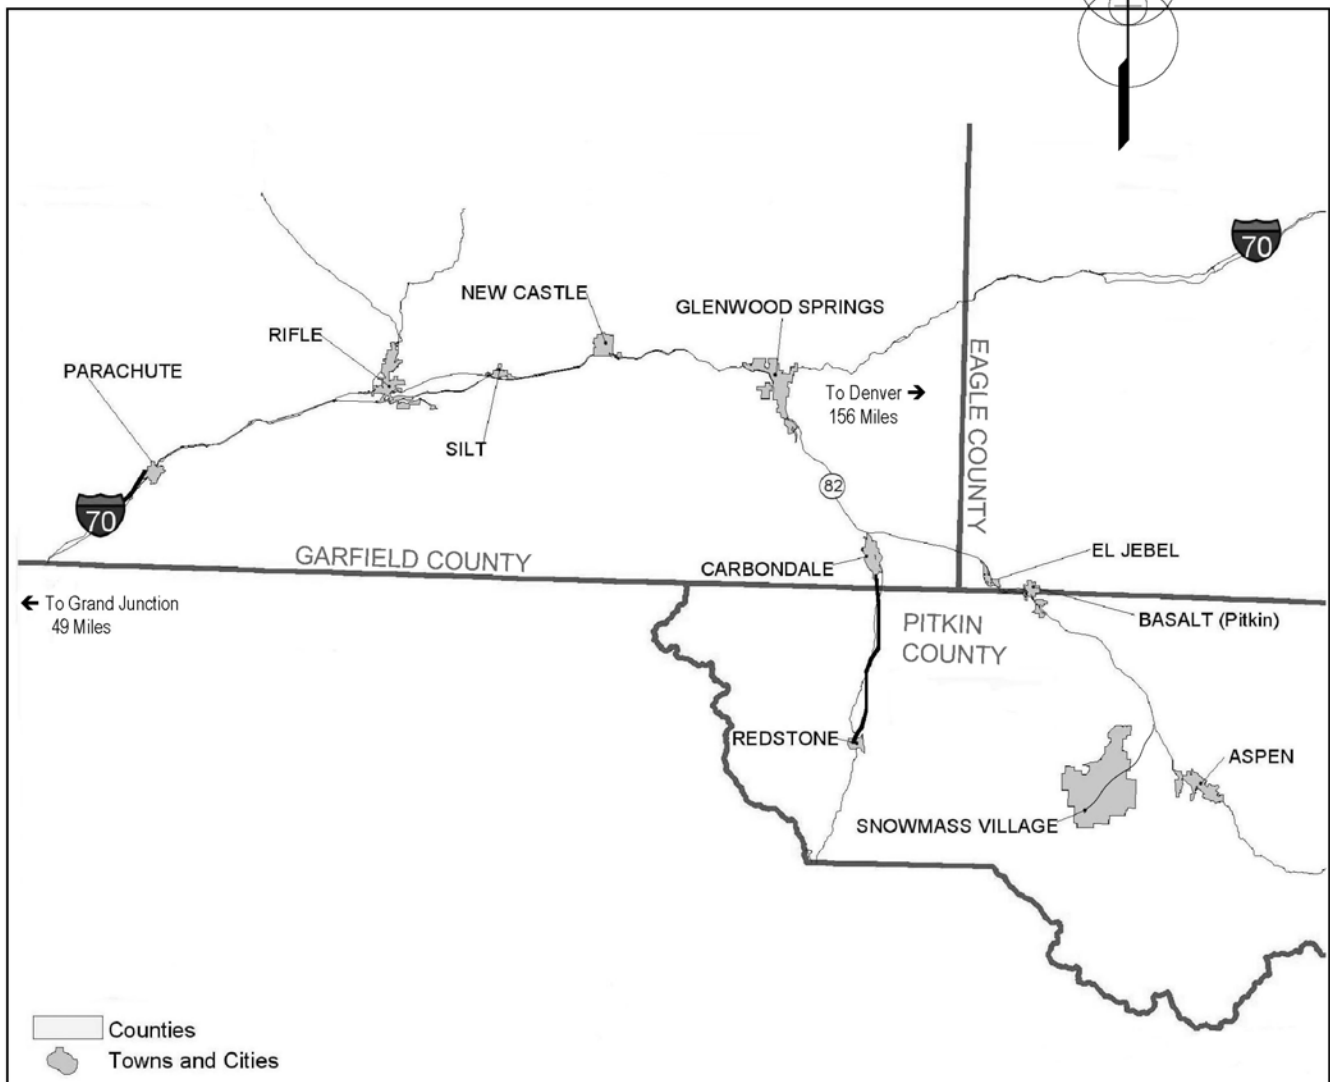 70
NEW CASTLE
GLENWOOD SPRINGS
RIFLE
PARACHUTE
EAGLE COUNTY
To Denver →
156 Miles
SILT
82
70
GARFIELD COUNTY
EL JEBEL
CARBONDALE
← To Grand Junction
49 Miles
BASALT (Pitkin)
PITKIN
COUNTY
REDSTONE
ASPEN
SNOWMASS VILLAGE
Counties
Towns and Cities